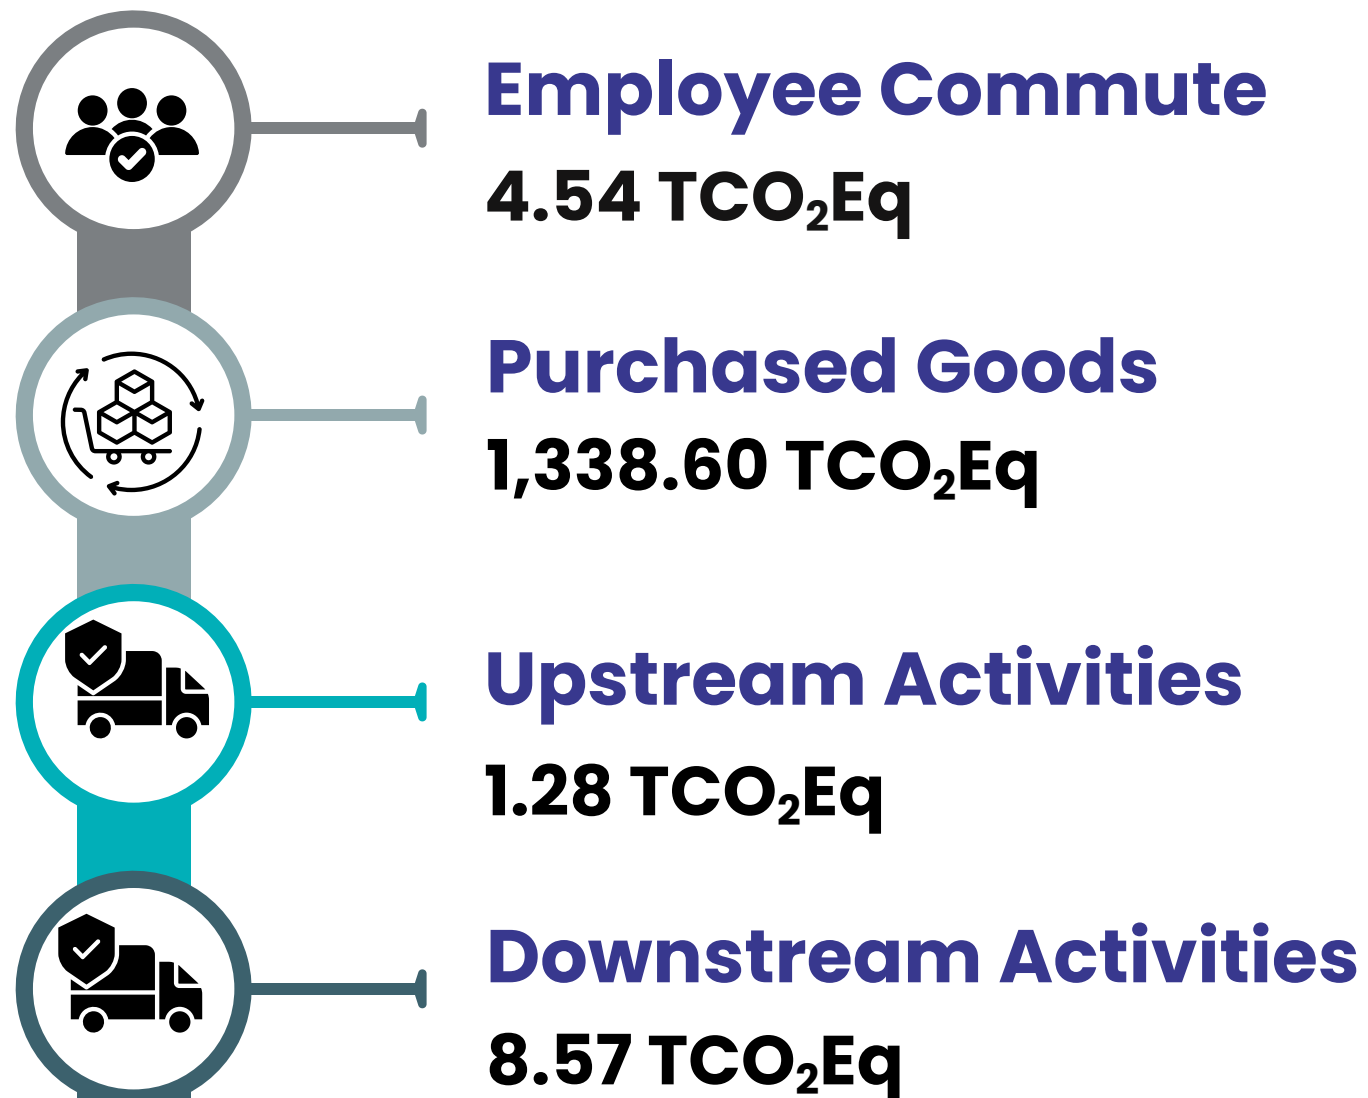 Employee Commute
4.54 TCO₂Eq
Purchased Goods
1,338.60 TCO₂Eq
Upstream Activities
1.28 TCO₂Eq
Downstream Activities
8.57 TCO₂Eq